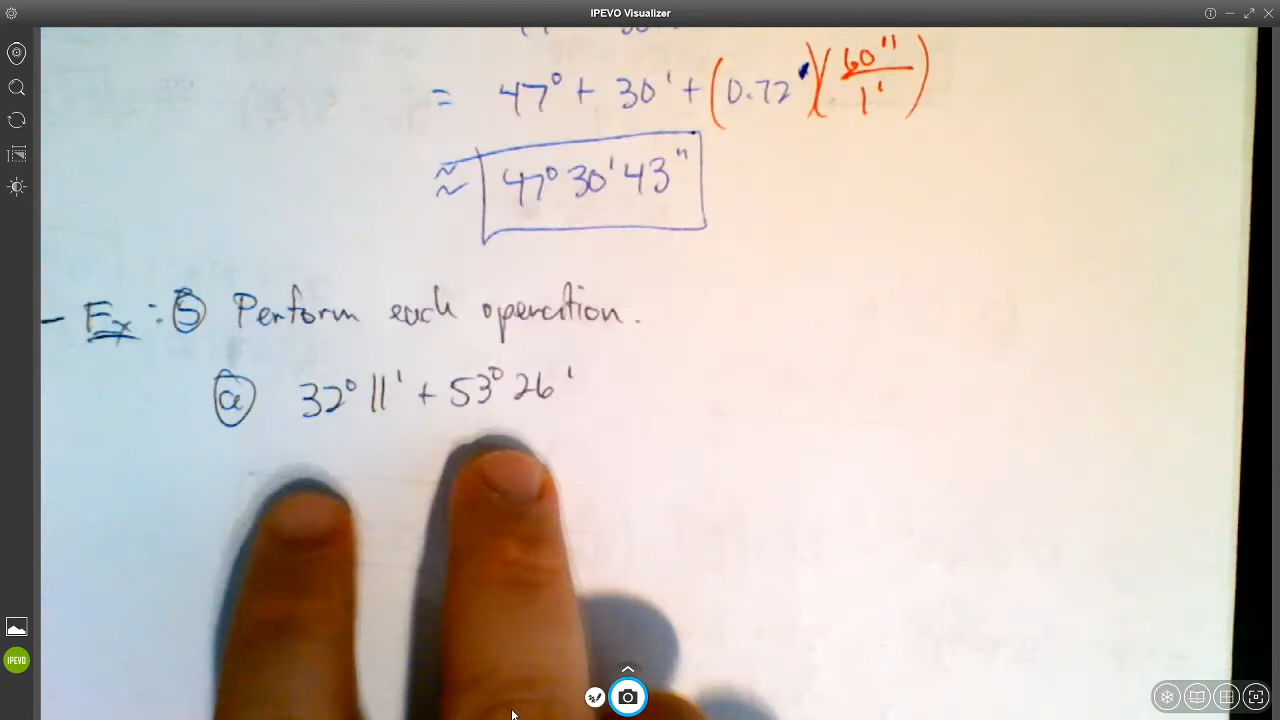 IPEVO Visualizer
= 47° + 30' + (0.72')(60"/1')
≈ 47° 30' 43"
- Ex: ⑤ Perform each operation.
ⓐ 32° 11' + 53° 26'
IPEVO